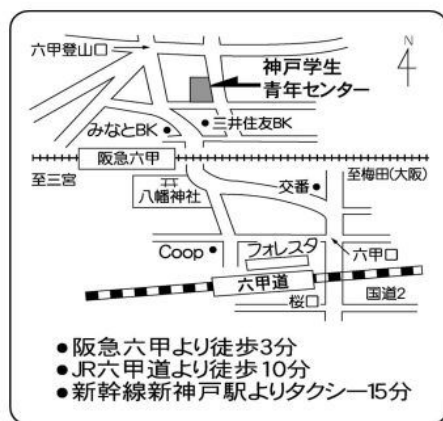 六甲登山口
N
神戸学生
青年センター
みなとBK
三井住友BK
阪急六甲
至三宮
至梅田(大阪)
八幡神社
交番
Coop
フォレスタ
六甲口
六甲道
桜口
国道2
●阪急六甲より徒歩3分
●JR六甲道より徒歩10分
●新幹線新神戸駅よりタクシー15分